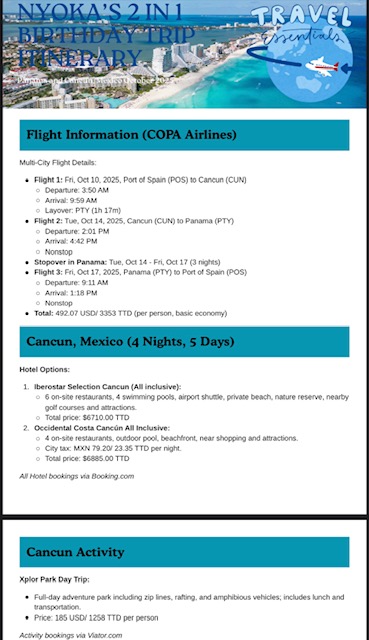 NYOKA'S 2 IN 1
BIRTHDAY TRIP
ITINERARY
Panama and Cancun, Mexico October 2025
TRAVEL
Essentials
Flight Information (COPA Airlines)
Multi-City Flight Details:
● Flight 1: Fri, Oct 10, 2025, Port of Spain (POS) to Cancun (CUN)
○ Departure: 3:50 AM
○ Arrival: 9:59 AM
○ Layover: PTY (1h 17m)
● Flight 2: Tue, Oct 14, 2025, Cancun (CUN) to Panama (PTY)
○ Departure: 2:01 PM
○ Arrival: 4:42 PM
○ Nonstop
● Stopover in Panama: Tue, Oct 14 - Fri, Oct 17 (3 nights)
● Flight 3: Fri, Oct 17, 2025, Panama (PTY) to Port of Spain (POS)
○ Departure: 9:11 AM
○ Arrival: 1:18 PM
○ Nonstop
● Total: 492.07 USD/ 3353 TTD (per person, basic economy)
Cancun, Mexico (4 Nights, 5 Days)
Hotel Options:
1. Iberostar Selection Cancun (All inclusive):
○ 6 on-site restaurants, 4 swimming pools, airport shuttle, private beach, nature reserve, nearby
golf courses and attractions.
○ Total price: $6710.00 TTD
2. Occidental Costa Cancún All Inclusive:
○ 4 on-site restaurants, outdoor pool, beachfront, near shopping and attractions.
○ City tax: MXN 79.20/ 23.35 TTD per night.
○ Total price: $6885.00 TTD
All Hotel bookings via Booking.com
Cancun Activity
Xplor Park Day Trip:
● Full-day adventure park including zip lines, rafting, and amphibious vehicles; includes lunch and
transportation.
● Price: 185 USD/ 1258 TTD per person
Activity bookings via Viator.com